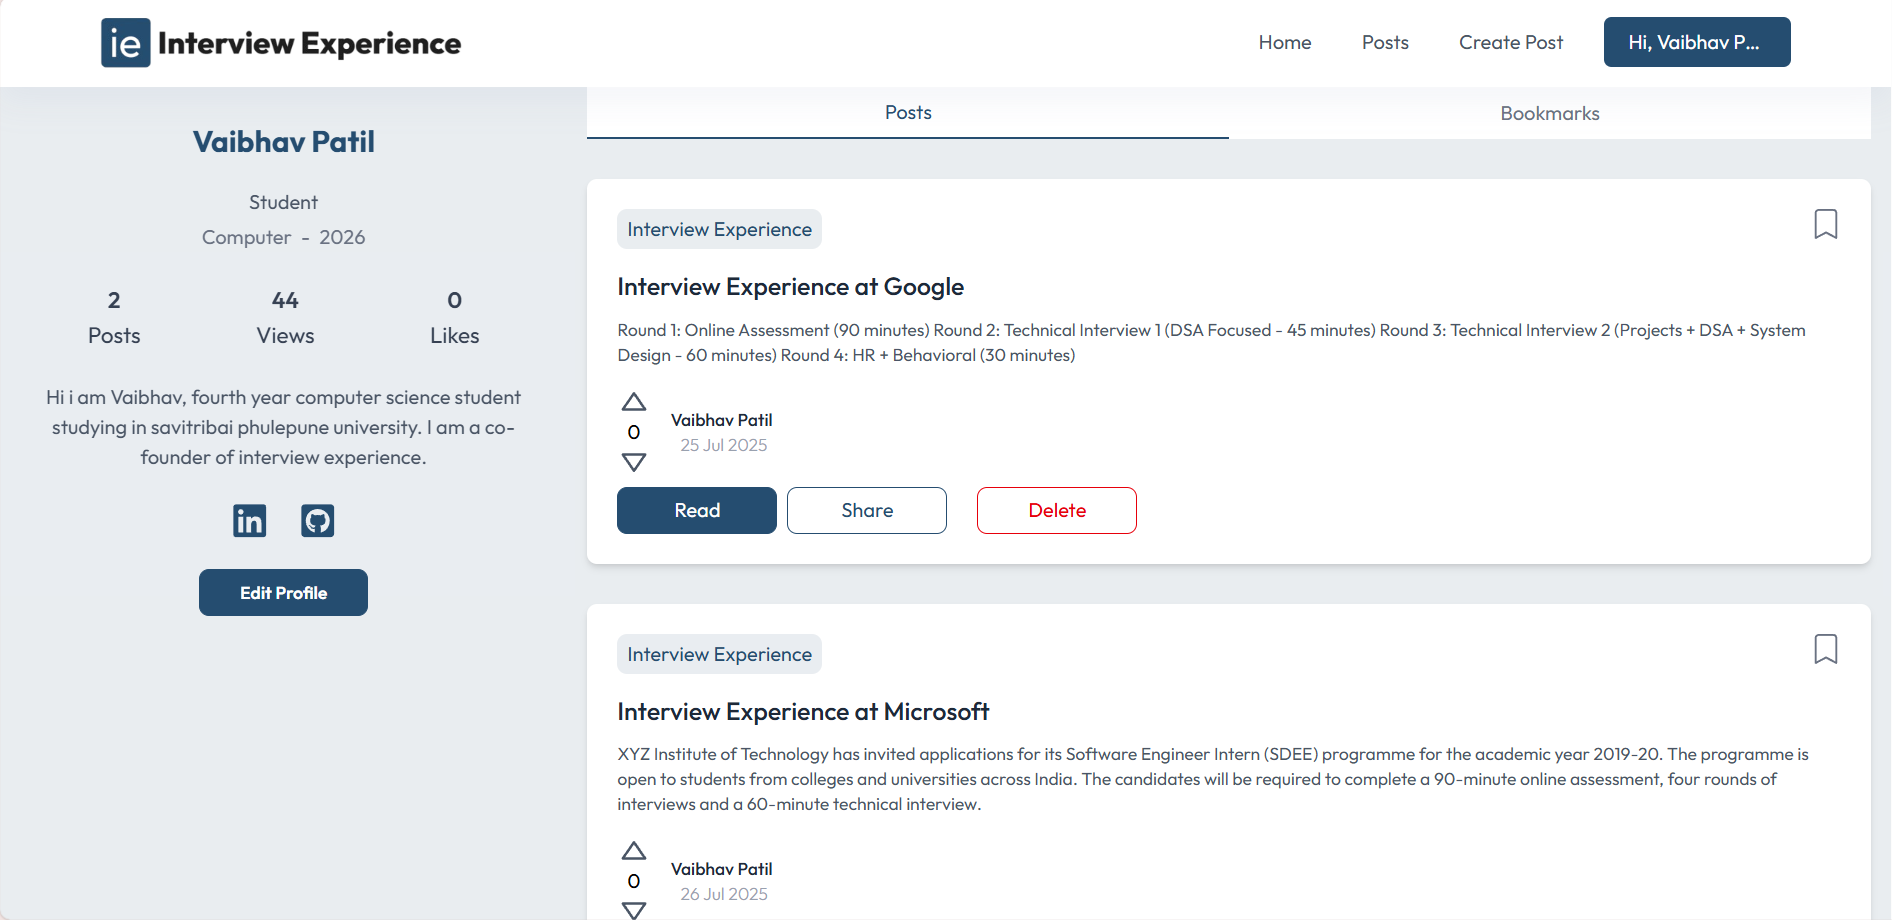 ie Interview Experience
Home Posts Create Post Hi, Vaibhav P...
Vaibhav Patil
Student
Computer - 2026
2 44 0
Posts Views Likes
Hi i am Vaibhav, fourth year computer science student
studying in savitribai phulepune university. I am a co-
founder of interview experience.
in
Edit Profile
Posts Bookmarks
Interview Experience
Interview Experience at Google
Round 1: Online Assessment (90 minutes) Round 2: Technical Interview 1 (DSA Focused - 45 minutes) Round 3: Technical Interview 2 (Projects + DSA + System
Design - 60 minutes) Round 4: HR + Behavioral (30 minutes)
0
Vaibhav Patil
25 Jul 2025
Read Share Delete
Interview Experience
Interview Experience at Microsoft
XYZ Institute of Technology has invited applications for its Software Engineer Intern (SDEE) programme for the academic year 2019-20. The programme is
open to students from colleges and universities across India. The candidates will be required to complete a 90-minute online assessment, four rounds of
interviews and a 60-minute technical interview.
0
Vaibhav Patil
26 Jul 2025